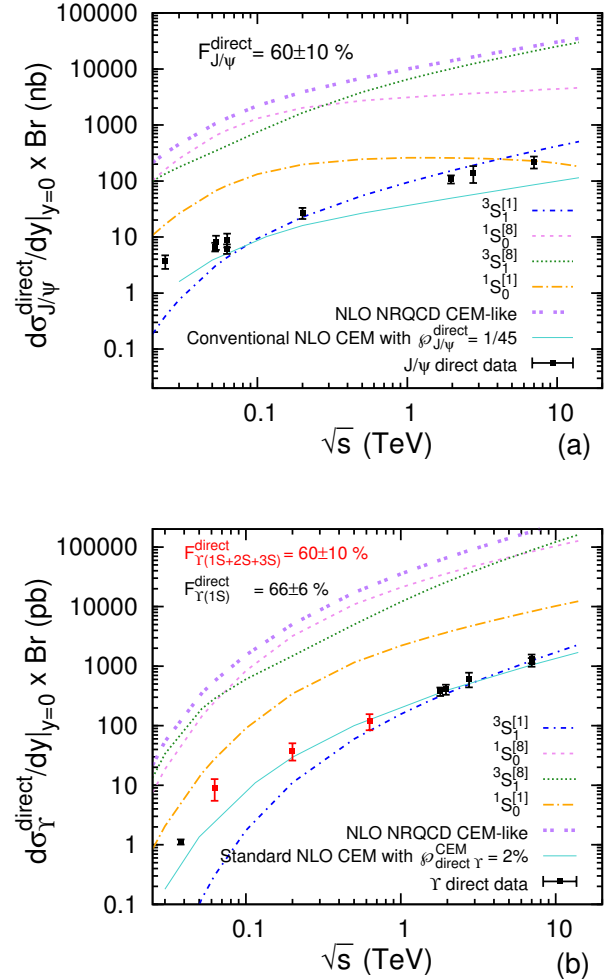 F^direct_J/ψ = 60±10 %
dσ^direct_J/ψ/dy|y=0 x Br (nb)
100000
10000
1000
100
10
1
0.1
³S₁^[1]
¹S₀^[8]
³S₁^[8]
¹S₀^[1]
NLO NRQCD CEM-like
Conventional NLO CEM with ℘^direct_J/ψ = 1/45
J/ψ direct data
0.1
1
10
√s (TeV)
(a)
F^direct_Υ(1S+2S+3S) = 60±10 %
F^direct_Υ(1S) = 66±6 %
dσ^direct_Υ/dy|y=0 x Br (pb)
100000
10000
1000
100
10
1
0.1
³S₁^[1]
¹S₀^[8]
³S₁^[8]
¹S₀^[1]
NLO NRQCD CEM-like
Standard NLO CEM with ℘^CEM_direct Υ = 2%
Υ direct data
0.1
1
10
√s (TeV)
(b)